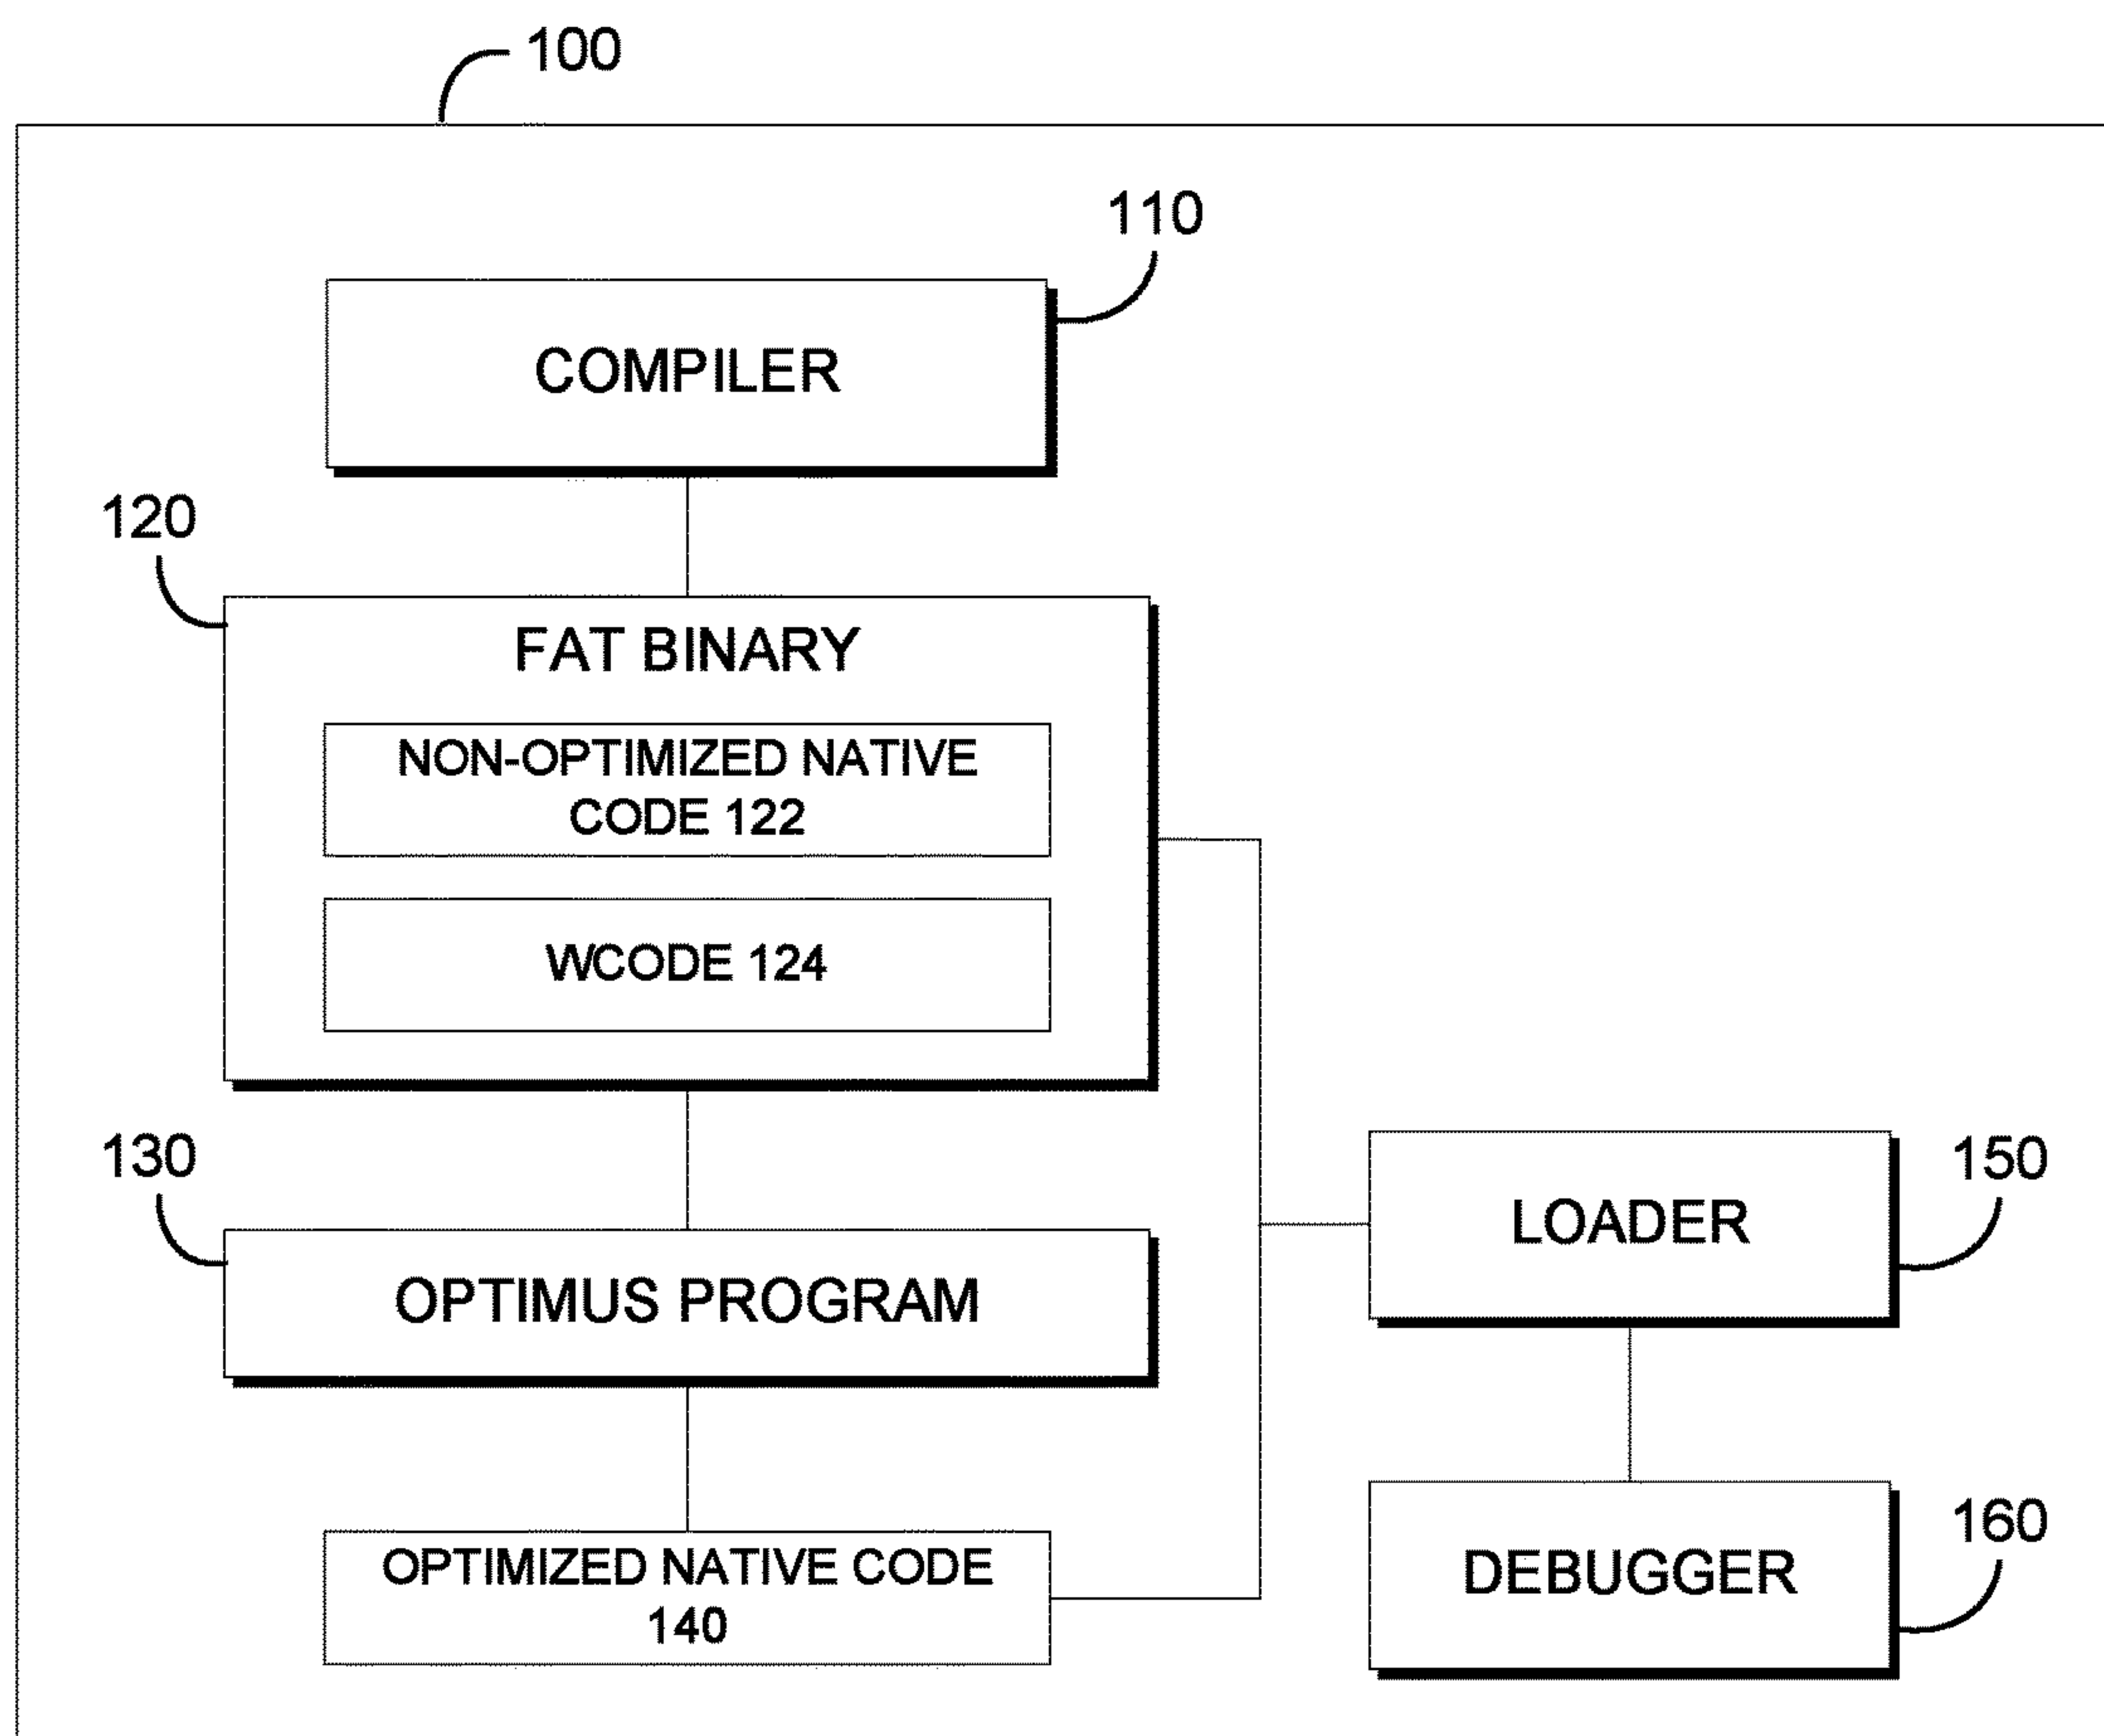 100
110
COMPILER
120
FAT BINARY
NON-OPTIMIZED NATIVE
CODE 122
WCODE 124
130
OPTIMUS PROGRAM
150
LOADER
OPTIMIZED NATIVE CODE
140
160
DEBUGGER